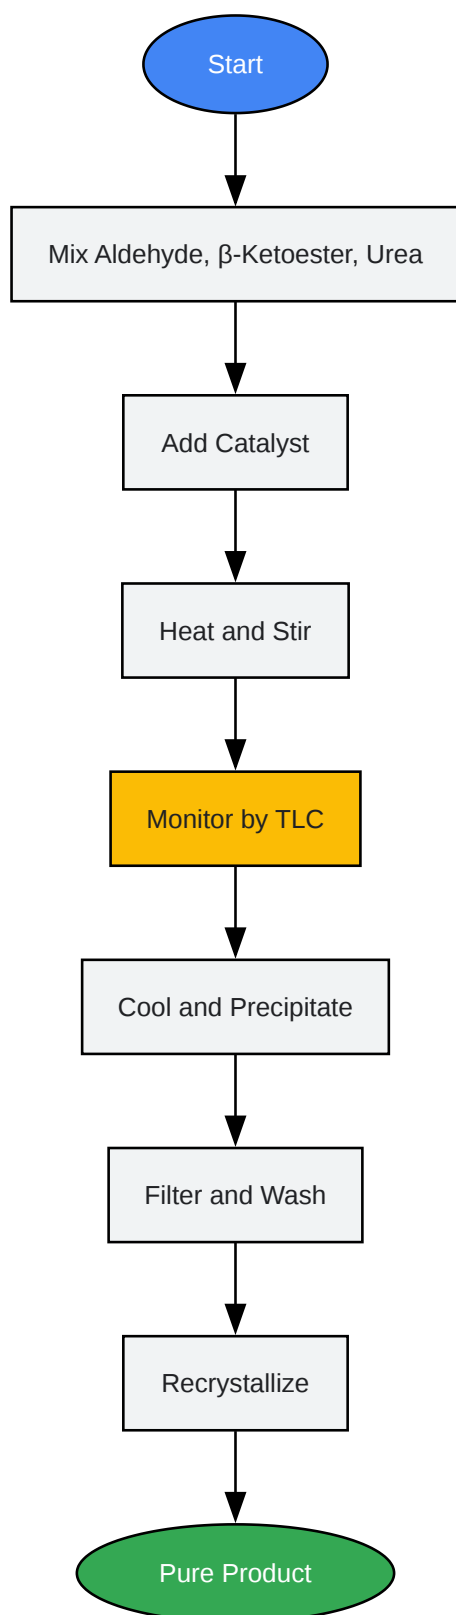 Start
Mix Aldehyde, β-Ketoester, Urea
Add Catalyst
Heat and Stir
Monitor by TLC
Cool and Precipitate
Filter and Wash
Recrystallize
Pure Product